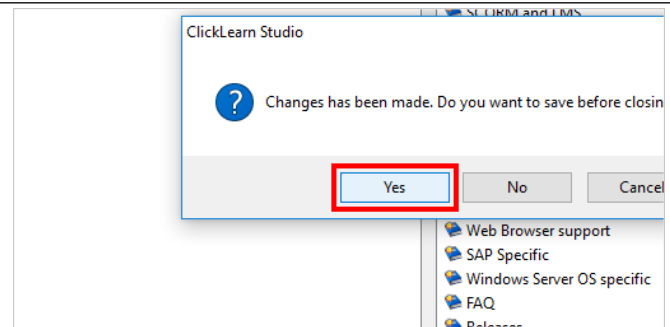 SCORM and LMS
ClickLearn Studio
Changes has been made. Do you want to save before closin
Yes
No
Cancel
Web Browser support
SAP Specific
Windows Server OS specific
FAQ
Releases